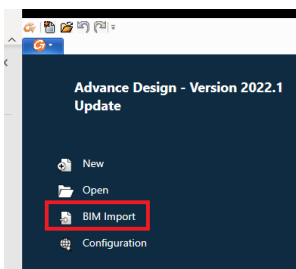 Advance Design - Version 2022.1
Update
New
Open
BIM Import
Configuration